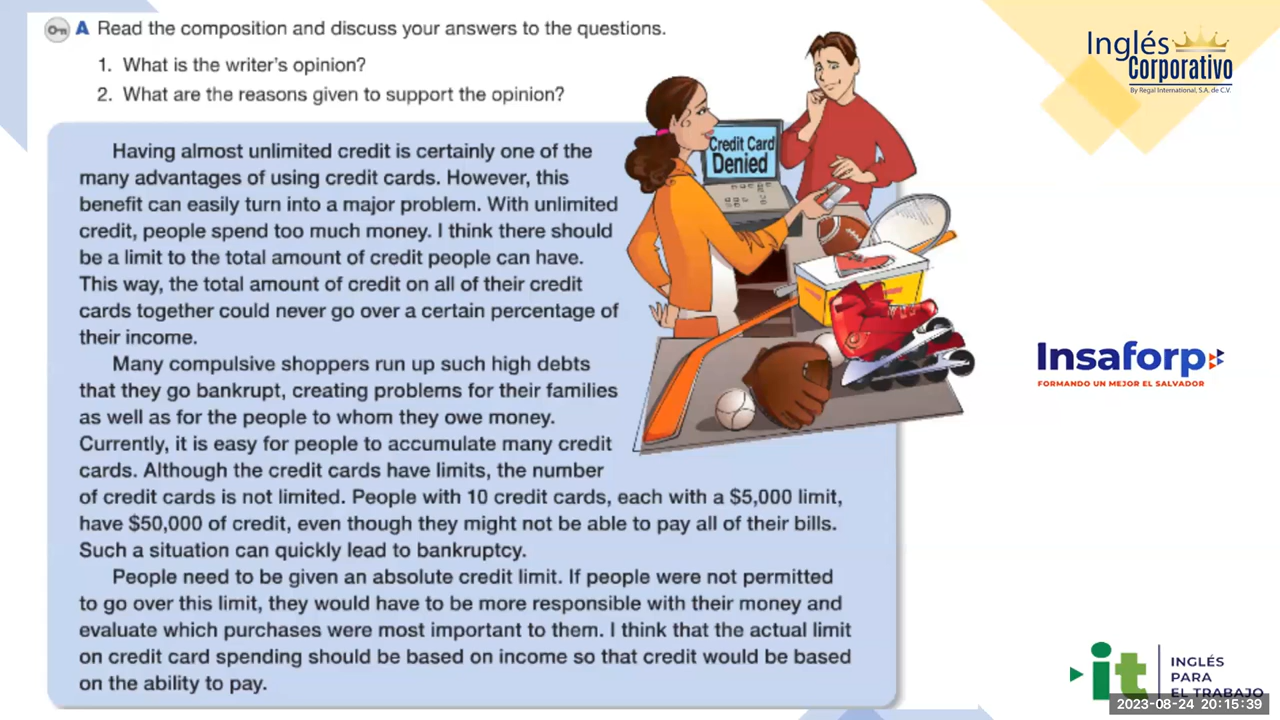 A Read the composition and discuss your answers to the questions.
1. What is the writer's opinion?
2. What are the reasons given to support the opinion?
Having almost unlimited credit is certainly one of the
many advantages of using credit cards. However, this
benefit can easily turn into a major problem. With unlimited
credit, people spend too much money. I think there should
be a limit to the total amount of credit people can have.
This way, the total amount of credit on all of their credit
cards together could never go over a certain percentage of
their income.
Many compulsive shoppers run up such high debts
that they go bankrupt, creating problems for their families
as well as for the people to whom they owe money.
Currently, it is easy for people to accumulate many credit
cards. Although the credit cards have limits, the number
of credit cards is not limited. People with 10 credit cards, each with a $5,000 limit,
have $50,000 of credit, even though they might not be able to pay all of their bills.
Such a situation can quickly lead to bankruptcy.
People need to be given an absolute credit limit. If people were not permitted
to go over this limit, they would have to be more responsible with their money and
evaluate which purchases were most important to them. I think that the actual limit
on credit card spending should be based on income so that credit would be based
on the ability to pay.
Credit Card
Denied
Inglés
Corporativo
By Regal International, S.A. de C.V.
Insaforp
FORMANDO UN MEJOR EL SALVADOR
it
INGLÉS
PARA
EL TRABAJO
2023-08-24 20:15:39